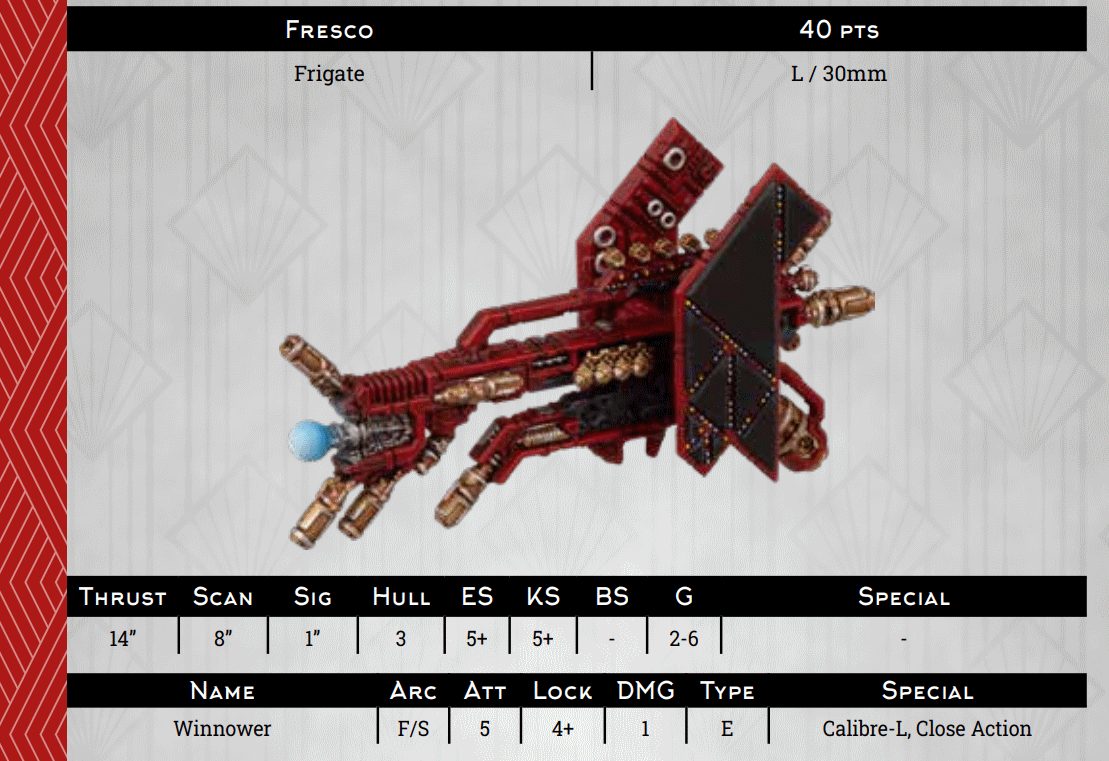 Fresco 40 pts
Frigate L / 30mm
Thrust Scan Sig Hull ES KS BS G Special
14” 8” 1” 3 5+ 5+ - 2-6 -
Name Arc Att Lock DMG Type Special
Winnower F/S 5 4+ 1 E Calibre-L, Close Action